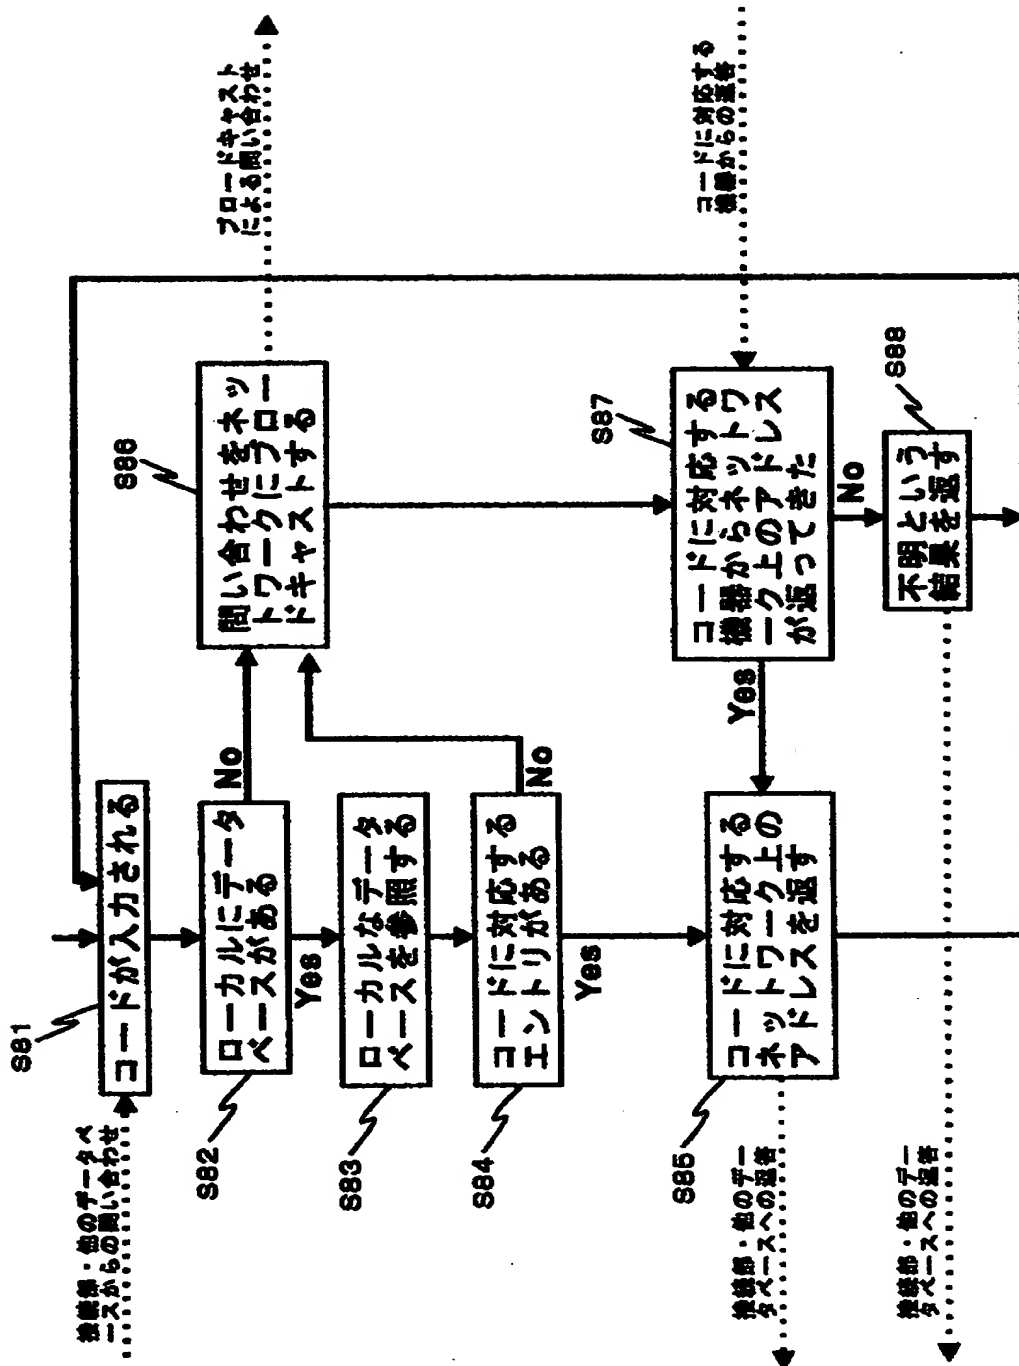 S81
コードが入力される
接続部・他のデータベ
ースからの問い合わせ
S82
ローカルにデータ
ベースがある
No
Yes
S83
ローカルなデータ
ベースを参照する
S84
コードに対応する
エントリがある
No
Yes
S85
コードに対応する
ネットワーク上の
アドレスを返す
接続部・他のデー
タベースへの返答
S86
問い合わせをネッ
トワークにブロー
ドキャストする
ブロードキャスト
による問い合わせ
S87
コードに対応する
機器からネットワ
ーク上のアドレス
が返ってきた
コードに対応する
機器からの返答
Yes
No
S88
不明という
結果を返す
接続部・他のデー
タベースへの返答